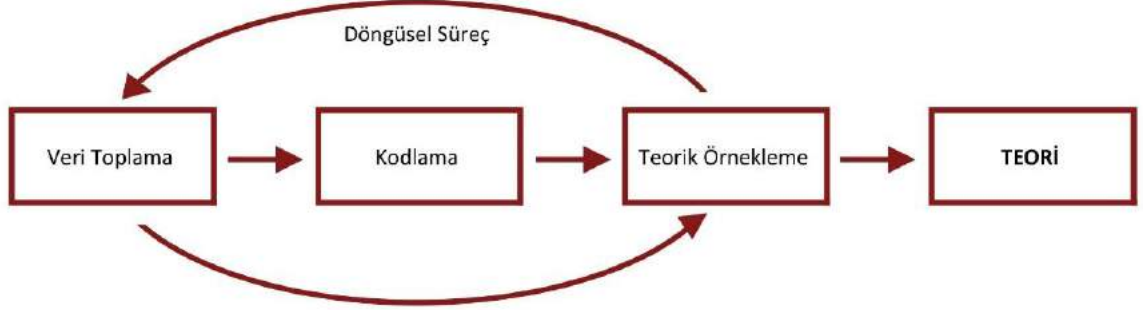 Döngüsel Süreç
Veri Toplama
Kodlama
Teorik Örnekleme
TEORİ